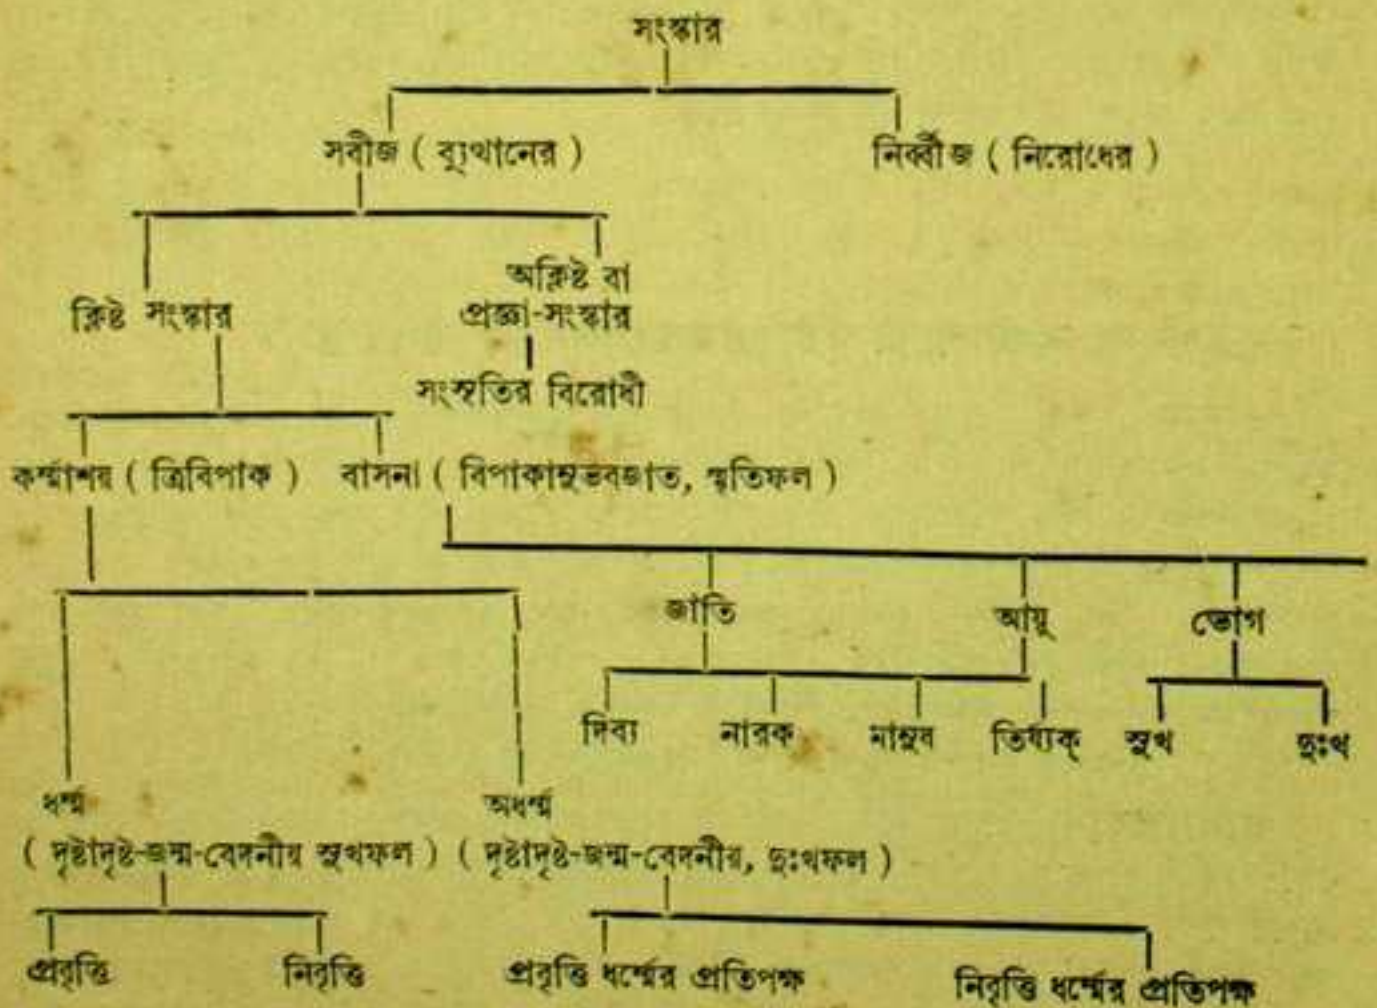 সংস্কার
সবীজ ( ব্যুত্থানের ) নির্ব্বীজ ( নিরোধের )
অক্লিষ্ট বা
ক্লিষ্ট সংস্কার প্রজ্ঞা-সংস্কার
সংসৃতির বিরোধী
কর্ম্মাশয় ( ত্রিবিপাক ) বাসনা ( বিপাকানুভবজাত, স্মৃতিফল )
জাতি আয়ু ভোগ
দিব্য নারক মানুষ তির্য্যক্ সুখ দুঃখ
ধর্ম্ম অধর্ম্ম
( দৃষ্টাদৃষ্ট-জন্ম-বেদনীয় সুখফল ) ( দৃষ্টাদৃষ্ট-জন্ম-বেদনীয়, দুঃখফল )
প্রবৃত্তি নিবৃত্তি প্রবৃত্তি ধর্ম্মের প্রতিপক্ষ নিবৃত্তি ধর্ম্মের প্রতিপক্ষ